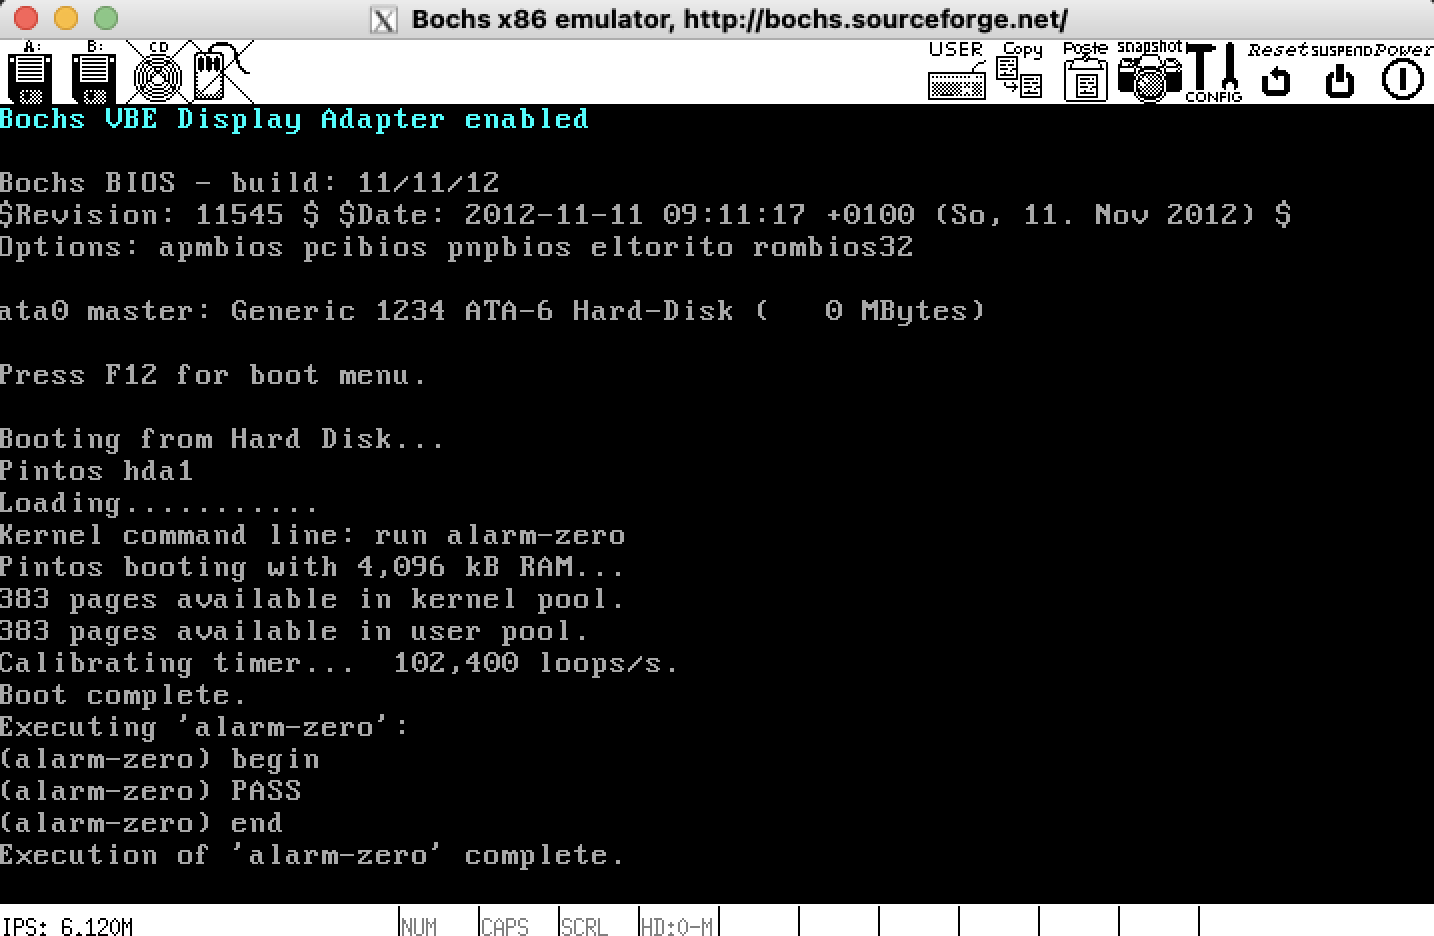 Bochs x86 emulator, http://bochs.sourceforge.net/
A: B: CD USER Copy Paste snapshot CONFIG Reset SUSPEND Power
Bochs VBE Display Adapter enabled
Bochs BIOS - build: 11/11/12
$Revision: 11545 $ $Date: 2012-11-11 09:11:17 +0100 (So, 11. Nov 2012) $
Options: apmbios pcibios pnpbios eltorito rombios32
ata0 master: Generic 1234 ATA-6 Hard-Disk (   0 MBytes)
Press F12 for boot menu.
Booting from Hard Disk...
Pintos hda1
Loading...........
Kernel command line: run alarm-zero
Pintos booting with 4,096 kB RAM...
383 pages available in kernel pool.
383 pages available in user pool.
Calibrating timer...  102,400 loops/s.
Boot complete.
Executing 'alarm-zero':
(alarm-zero) begin
(alarm-zero) PASS
(alarm-zero) end
Execution of 'alarm-zero' complete.
IPS: 6.120M NUM CAPS SCRL HD:0-M